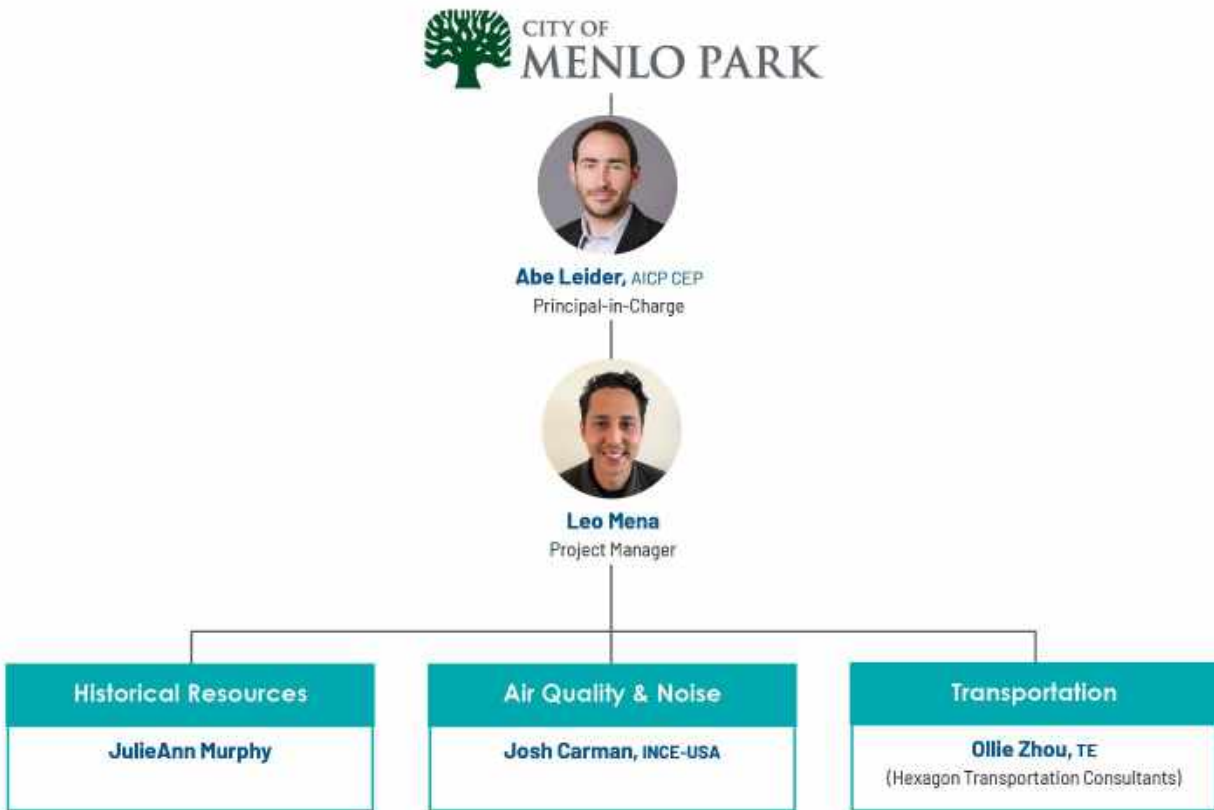 CITY OF
MENLO PARK
Abe Leider, AICP CEP
Principal-in-Charge
Leo Mena
Project Manager
Historical Resources
JulieAnn Murphy
Air Quality & Noise
Josh Carman, INCE-USA
Transportation
Ollie Zhou, TE
(Hexagon Transportation Consultants)